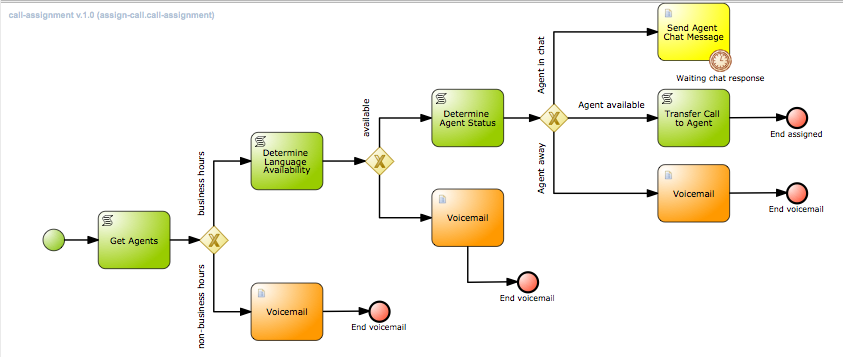 call-assignment v.1.0 (assign-call.call-assignment)
Send Agent
Chat Message
Waiting chat response
Agent in chat
Agent available
Agent away
Determine
Agent Status
Transfer Call
to Agent
End assigned
available
business hours
Determine
Language
Availability
Voicemail
End voicemail
Voicemail
End voicemail
Get Agents
non-business hours
Voicemail
End voicemail